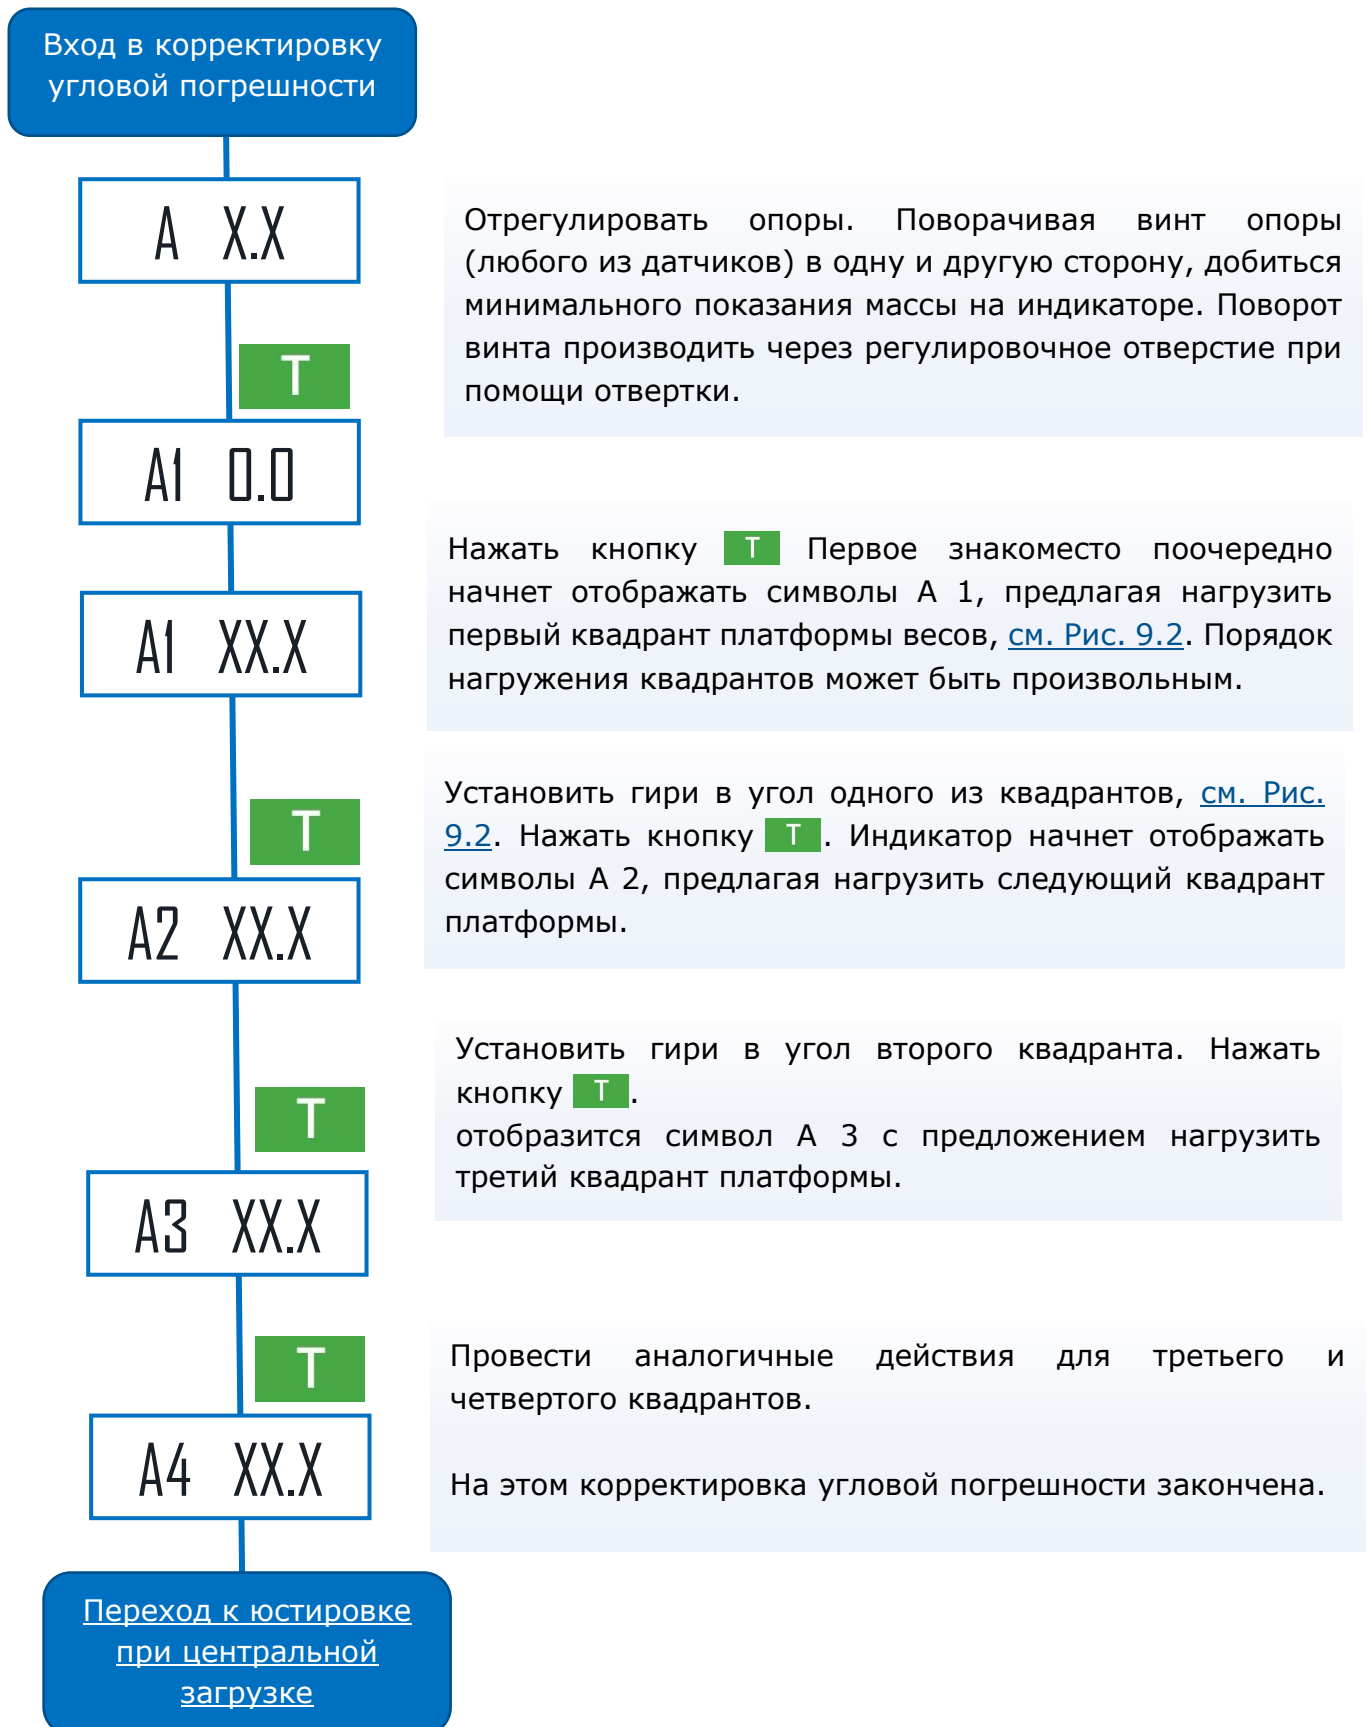 Вход в корректировку
угловой погрешности
A X.X
Отрегулировать опоры. Поворачивая винт опоры
(любого из датчиков) в одну и другую сторону, добиться
минимального показания массы на индикаторе. Поворот
винта производить через регулировочное отверстие при
помощи отвертки.
T
A1 0.0
Нажать кнопку T Первое знакоместо поочередно
начнет отображать символы А 1, предлагая нагрузить
первый квадрант платформы весов, см. Рис. 9.2. Порядок
нагружения квадрантов может быть произвольным.
A1 XX.X
Установить гири в угол одного из квадрантов, см. Рис.
9.2. Нажать кнопку T . Индикатор начнет отображать
символы А 2, предлагая нагрузить следующий квадрант
платформы.
T
A2 XX.X
Установить гири в угол второго квадранта. Нажать
кнопку T .
отобразится символ А 3 с предложением нагрузить
третий квадрант платформы.
T
A3 XX.X
Провести аналогичные действия для третьего и
четвертого квадрантов.
На этом корректировка угловой погрешности закончена.
T
A4 XX.X
Переход к юстировке
при центральной
загрузке